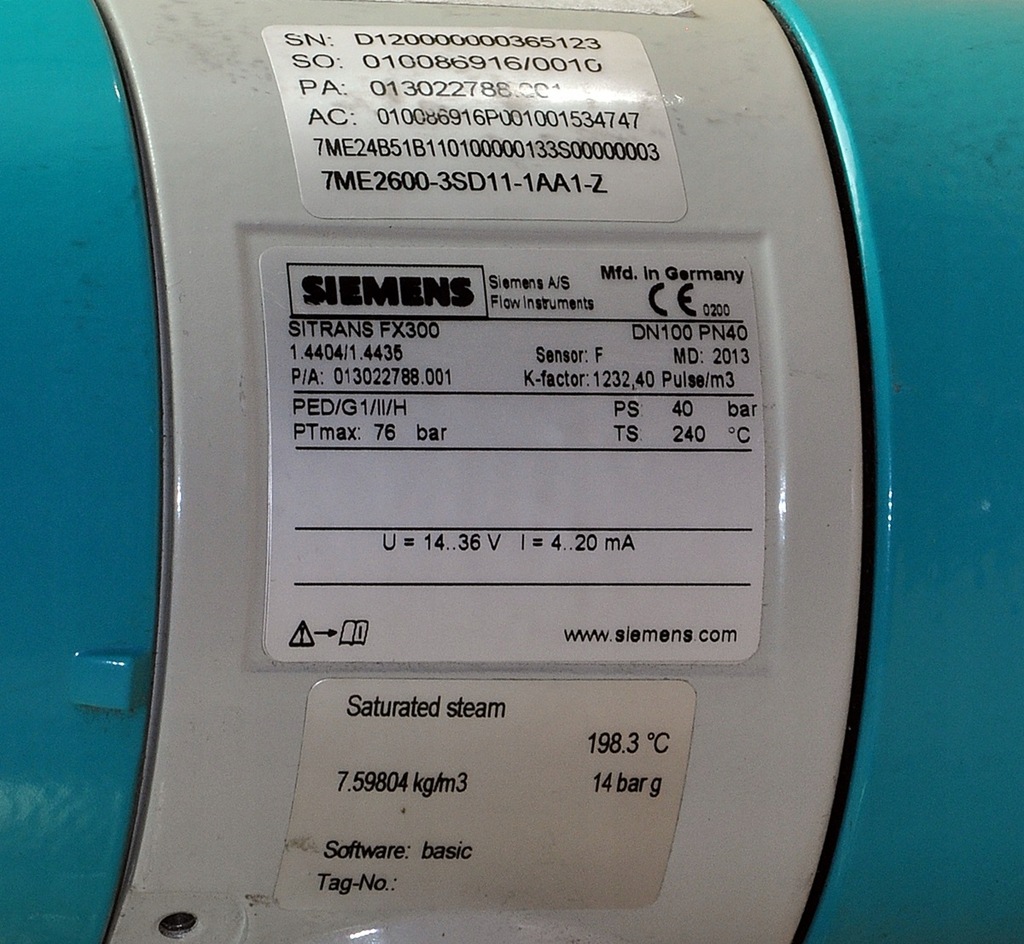 SN: D120000000365123
SO: 010086916/0010
PA: 013022788.001
AC: 010086916P001001534747
7ME24B51B110100000133S00000003
7ME2600-3SD11-1AA1-Z
SIEMENS
Siemens A/S
Flow Instruments
Mfd. in Germany
CE 0200
SITRANS FX300 DN100 PN40
1.4404/1.4435 Sensor: F MD: 2013
P/A: 013022788.001 K-factor: 1232,40 Pulse/m3
PED/G1/II/H PS: 40 bar
PTmax: 76 bar TS: 240 °C
U = 14..36 V I = 4..20 mA
www.siemens.com
Saturated steam
198.3 °C
7.59804 kg/m3 14 bar g
Software: basic
Tag-No.: